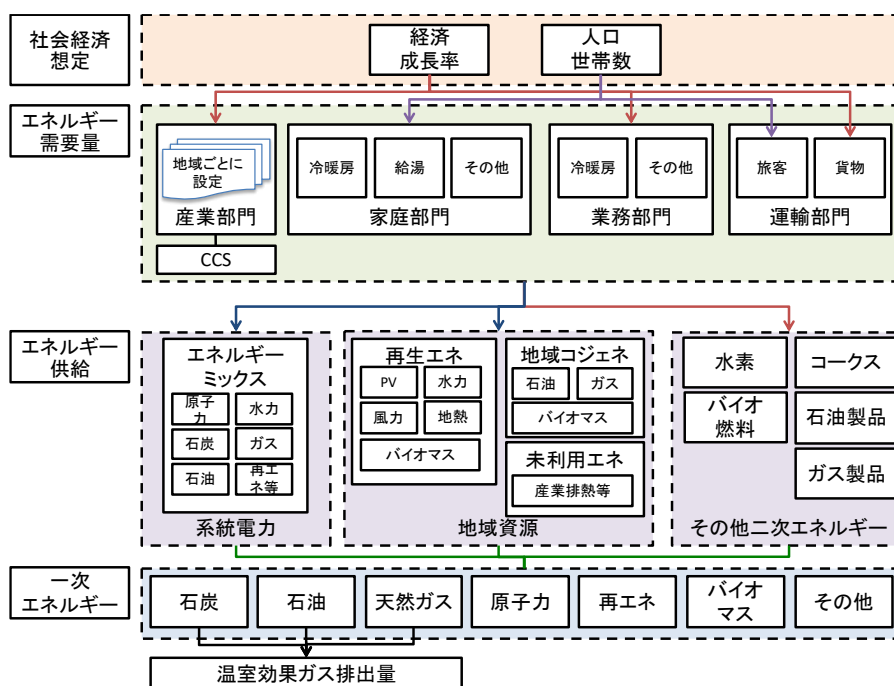 社会経済
想定
経済
成長率
人口
世帯数
エネルギー
需要量
地域ごとに
設定
産業部門
CCS
冷暖房
給湯
その他
家庭部門
冷暖房
その他
業務部門
旅客
貨物
運輸部門
エネルギー
供給
エネルギー
ミックス
原子
力
水力
石炭
ガス
石油
再エ
ネ等
系統電力
再生エネ
PV
水力
風力
地熱
バイオマス
地域コジェネ
石油
ガス
バイオマス
未利用エネ
産業排熱等
地域資源
水素
コークス
バイオ
燃料
石油製品
ガス製品
その他二次エネルギー
一次
エネルギー
石炭
石油
天然ガス
原子力
再エネ
バイオ
マス
その他
温室効果ガス排出量